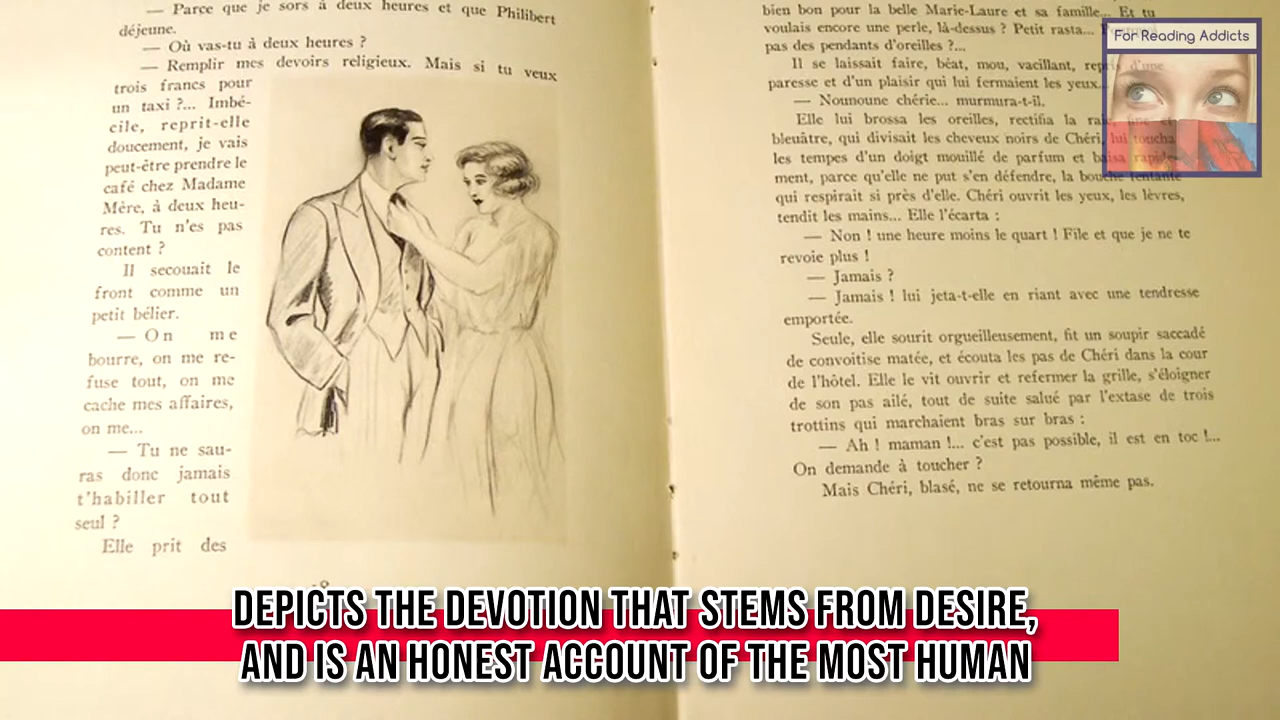 — Parce que je sors à deux heures et que Philibert
déjeune.
— Où vas-tu à deux heures ?
— Remplir mes devoirs religieux. Mais si tu veux
trois francs pour
un taxi ?... Imbé-
cile, reprit-elle
doucement, je vais
peut-être prendre le
café chez Madame
Mère, à deux heu-
res. Tu n'es pas
content ?
Il secouait le
front comme un
petit bélier.
— On me
bourre, on me re-
fuse tout, on me
cache mes affaires,
on me...
— Tu ne sau-
ras donc jamais
t'habiller tout
seul ?
Elle prit des
bien bon pour la belle Marie-Laure et sa famille... Et tu
voulais encore une perle, là-dessus ? Petit rasta...
pas des pendants d'oreilles ?...
Il se laissait faire, béat, mou, vacillant, repris d'une
paresse et d'un plaisir qui lui fermaient les yeux...
— Nounoune chérie... murmura-t-il.
Elle lui brossa les oreilles, rectifia la raie, fine et
bleuâtre, qui divisait les cheveux noirs de Chéri, lui toucha
les tempes d'un doigt mouillé de parfum et baisa rapide-
ment, parce qu'elle ne put s'en défendre, la bouche tentante
qui respirait si près d'elle. Chéri ouvrit les yeux, les lèvres,
tendit les mains... Elle l'écarta :
— Non ! une heure moins le quart ! File et que je ne te
revoie plus !
— Jamais ?
— Jamais ! lui jeta-t-elle en riant avec une tendresse
emportée.
Seule, elle sourit orgueilleusement, fit un soupir saccadé
de convoitise matée, et écouta les pas de Chéri dans la cour
de l'hôtel. Elle le vit ouvrir et refermer la grille, s'éloigner
de son pas ailé, tout de suite salué par l'extase de trois
trottins qui marchaient bras sur bras :
— Ah ! maman !... c'est pas possible, il est en toc !...
On demande à toucher ?
Mais Chéri, blasé, ne se retourna même pas.
For Reading Addicts
DEPICTS THE DEVOTION THAT STEMS FROM DESIRE,
AND IS AN HONEST ACCOUNT OF THE MOST HUMAN